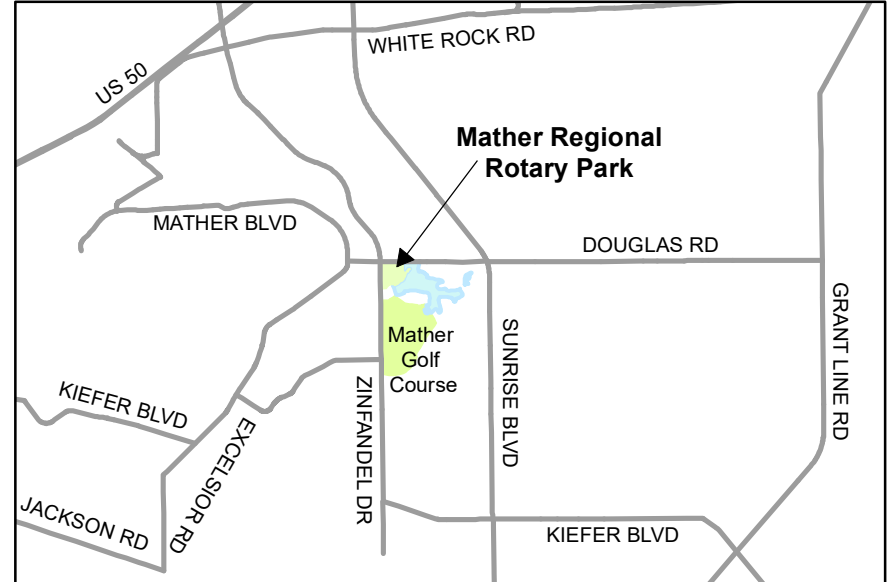 WHITE ROCK RD
US 50
Mather Regional
Rotary Park
MATHER BLVD
DOUGLAS RD
GRANT LINE RD
Mather
Golf
Course
SUNRISE BLVD
ZINFANDEL DR
KIEFER BLVD
EXCELSIOR RD
JACKSON RD
KIEFER BLVD